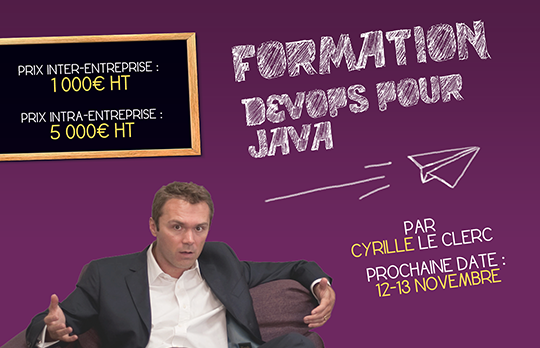 PRIX INTER-ENTREPRISE :
1 000€ HT
PRIX INTRA-ENTREPRISE :
5 000€ HT
FORMATION
DEVOPS POUR
JAVA
PAR
CYRILLE LE CLERC
PROCHAINE DATE :
12-13 NOVEMBRE